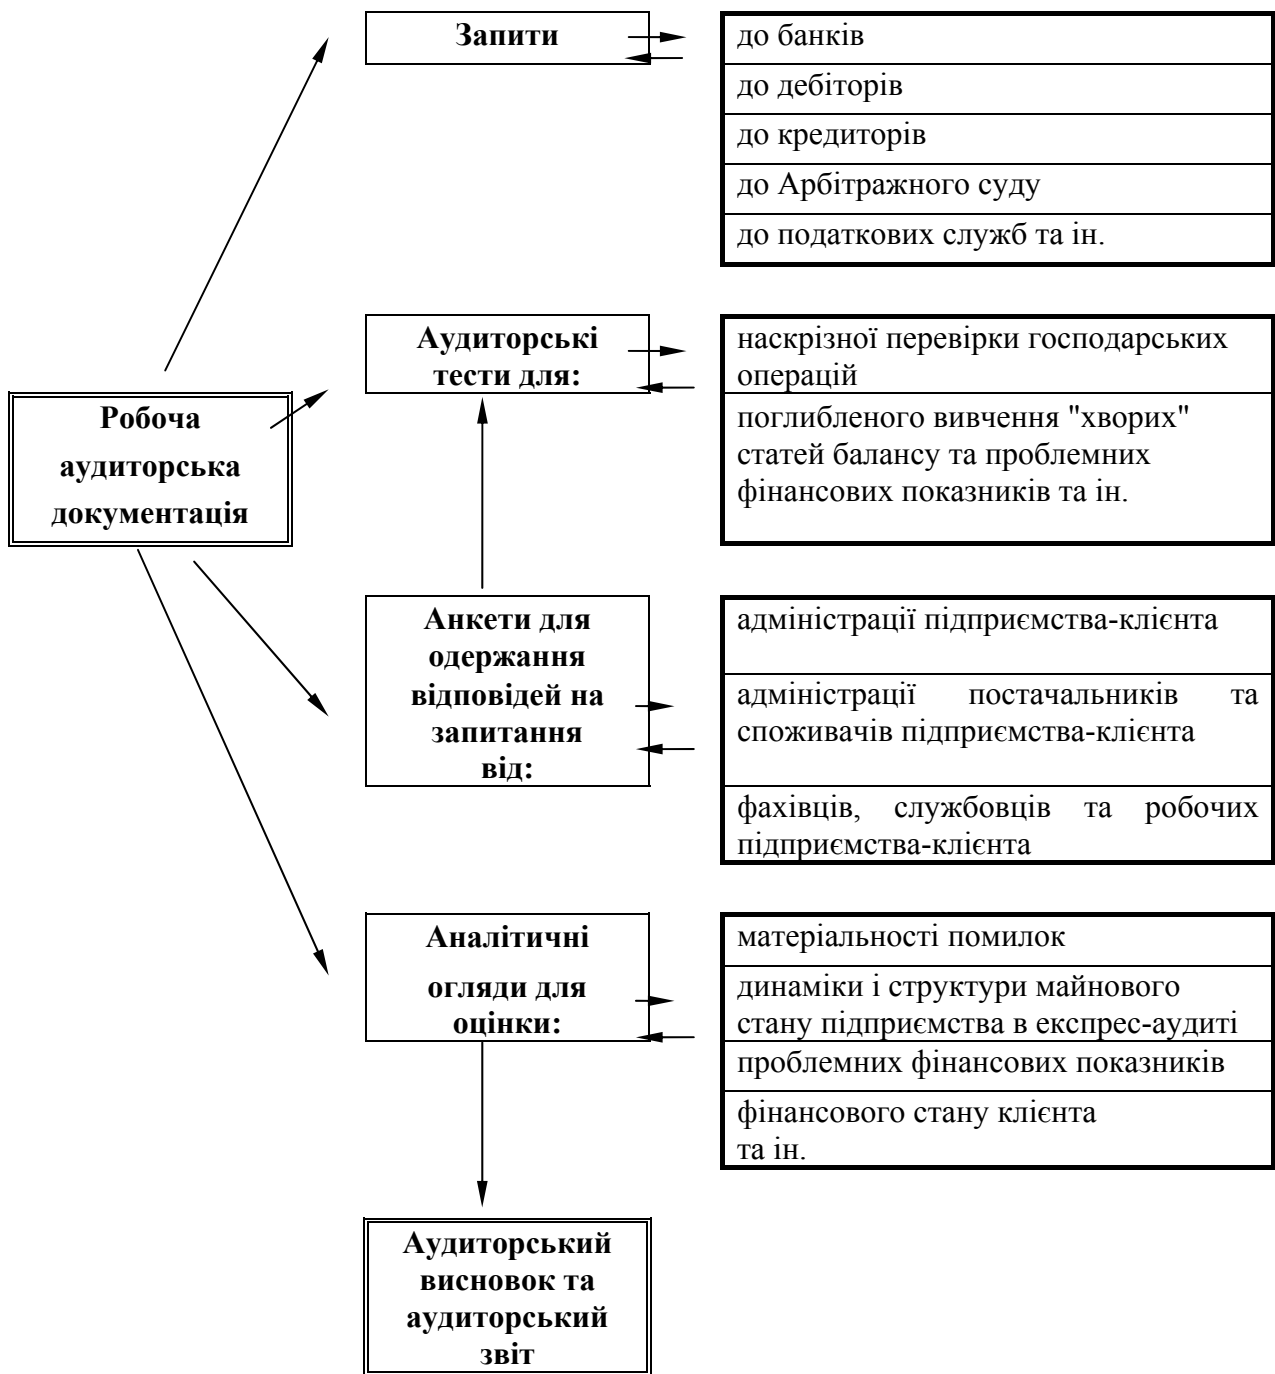 Запити
до банків
до дебіторів
до кредиторів
до Арбітражного суду
до податкових служб та ін.
Робоча
аудиторська
документація
Аудиторські
тести для:
наскрізної перевірки господарських
операцій
поглибленого вивчення "хворих"
статей балансу та проблемних
фінансових показників та ін.
Анкети для
одержання
відповідей на
запитання
від:
адміністрації підприємства-клієнта
адміністрації постачальників та
споживачів підприємства-клієнта
фахівців, службовців та робочих
підприємства-клієнта
Аналітичні
огляди для
оцінки:
матеріальності помилок
динаміки і структури майнового
стану підприємства в експрес-аудиті
проблемних фінансових показників
фінансового стану клієнта
та ін.
Аудиторський
висновок та
аудиторський
звіт